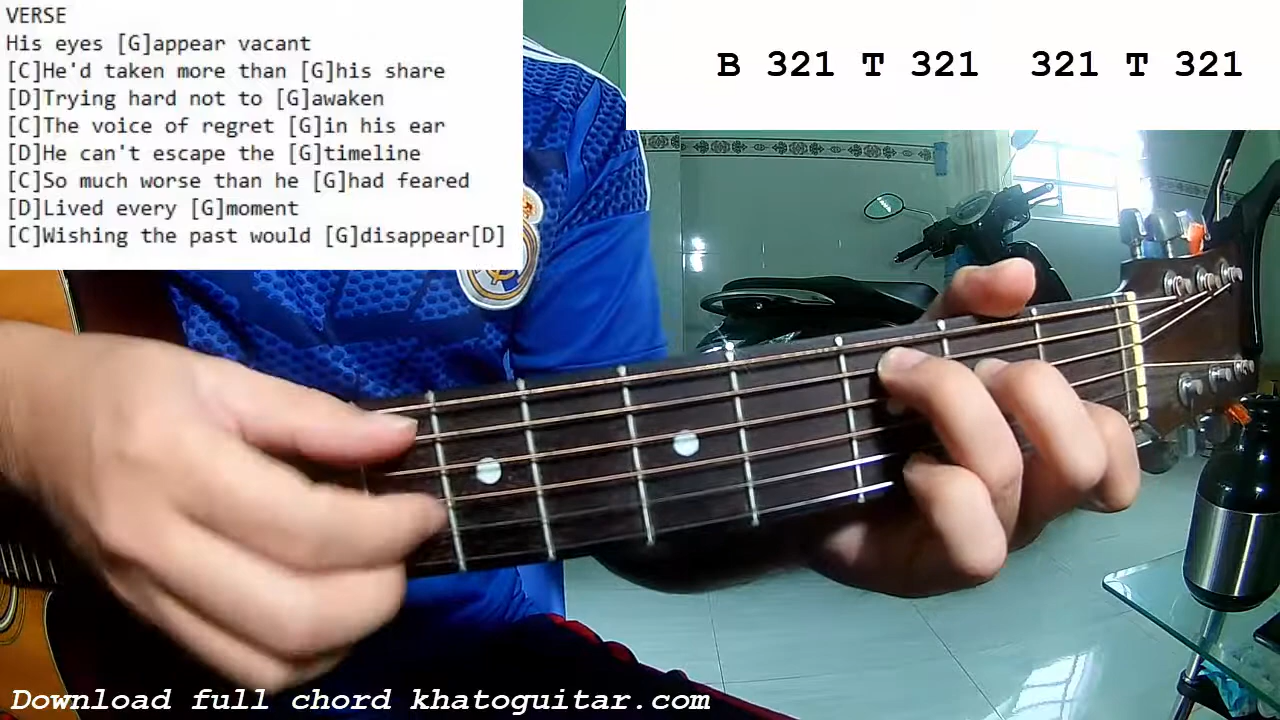 VERSE
His eyes [G]appear vacant
[C]He'd taken more than [G]his share
[D]Trying hard not to [G]awaken
[C]The voice of regret [G]in his ear
[D]He can't escape the [G]timeline
[C]So much worse than he [G]had feared
[D]Lived every [G]moment
[C]Wishing the past would [G]disappear[D]
B 321 T 321 321 T 321
Download full chord khatoguitar.com